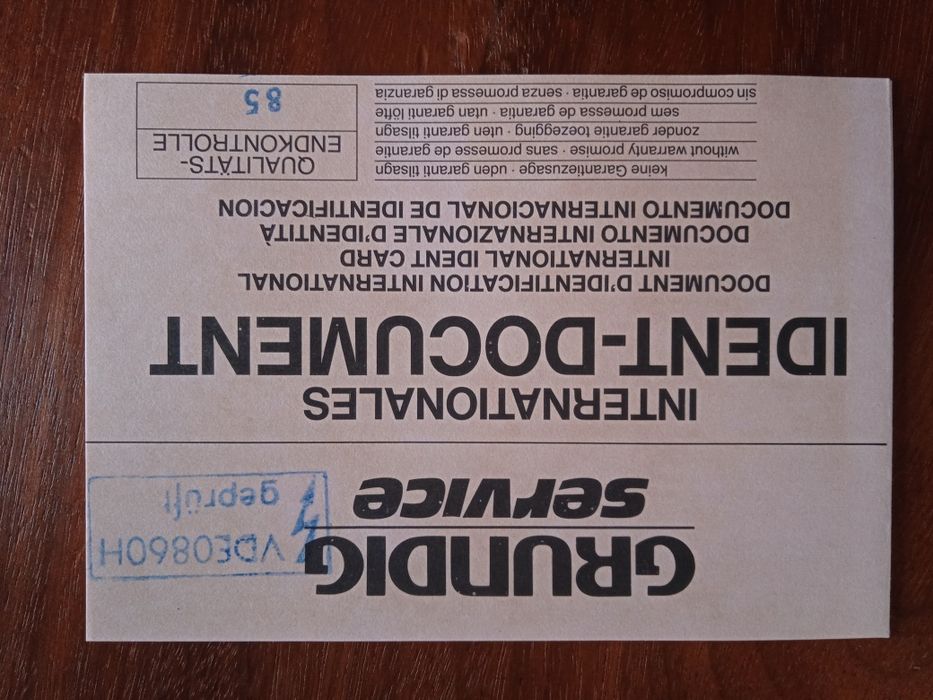 GRUNDIG
service
VDE0860H
geprüft
INTERNATIONALES
IDENT-DOCUMENT
DOCUMENT D'IDENTIFICATION INTERNATIONAL
INTERNATIONAL IDENT CARD
DOCUMENTO INTERNAZIONALE D'IDENTITÀ
DOCUMENTO INTERNACIONAL DE IDENTIFICACION
keine Garantiezusage · uden garanti tilsagn
without warranty promise · sans promesse de garantie
zonder garantie toezegging · uten garanti tilsagn
sem promessa de garantia · utan garanti löfte
sin compromiso de garantia · senza promessa di garanzia
QUALITÄTS-
ENDKONTROLLE
85